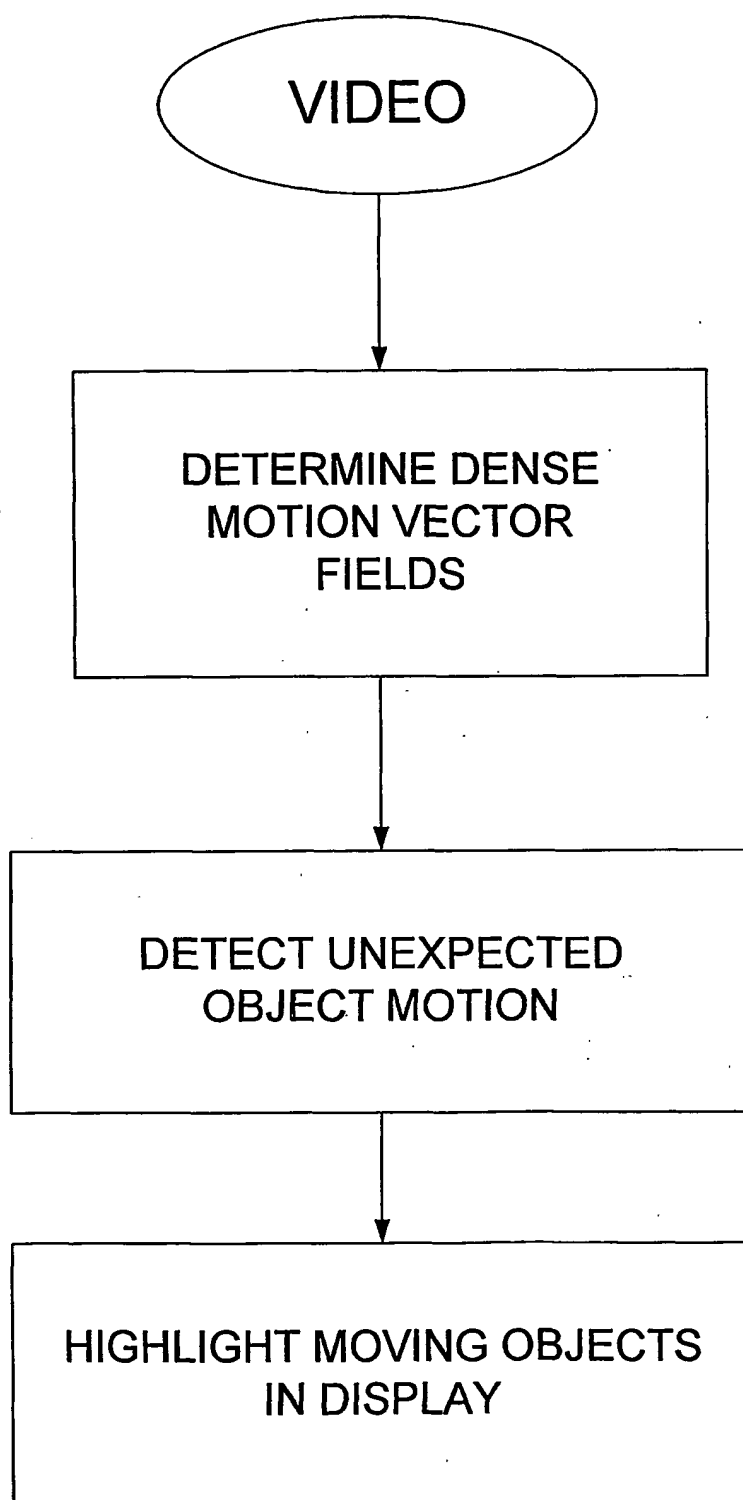 VIDEO
DETERMINE DENSE
MOTION VECTOR
FIELDS
DETECT UNEXPECTED
OBJECT MOTION
HIGHLIGHT MOVING OBJECTS
IN DISPLAY